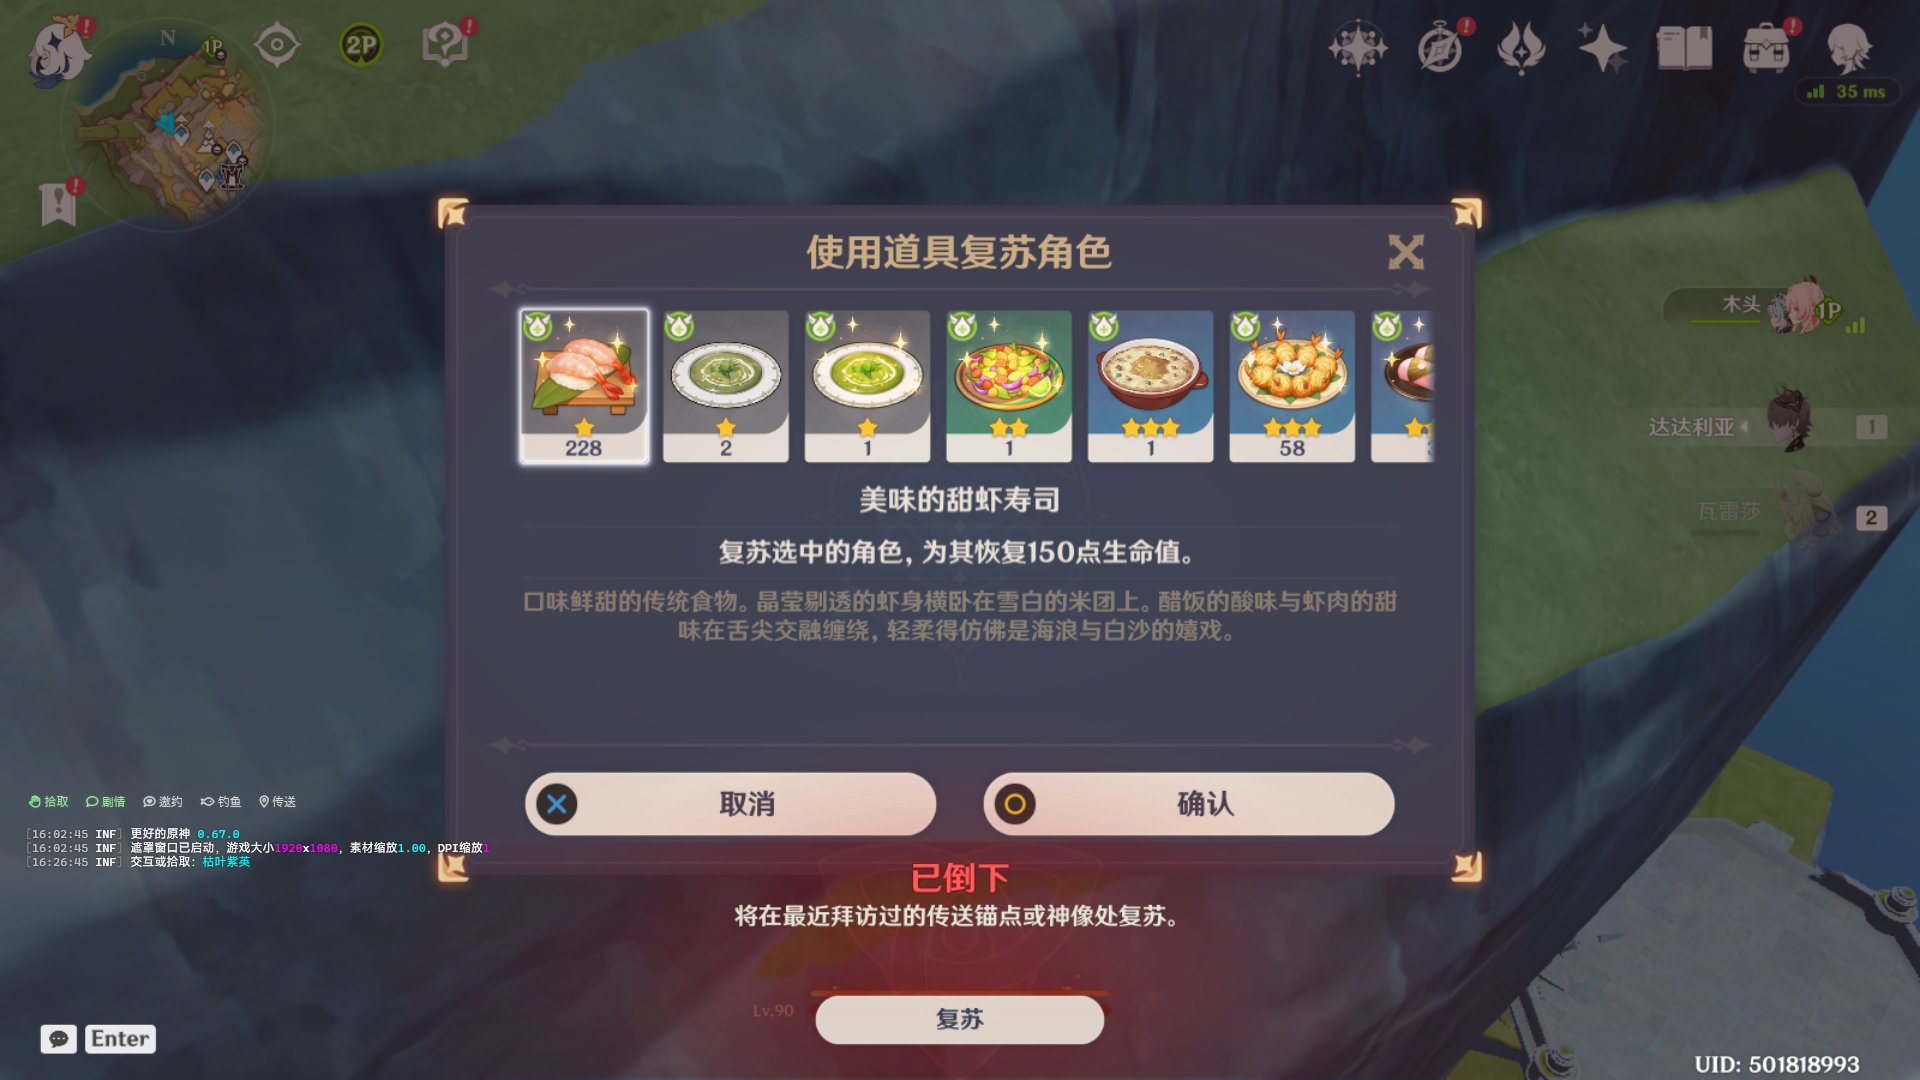 N
1P
2P
35 ms
使用道具复苏角色
228
2
1
1
1
58
美味的甜虾寿司
复苏选中的角色，为其恢复150点生命值。
口味鲜甜的传统食物。晶莹剔透的虾身横卧在雪白的米团上。醋饭的酸味与虾肉的甜
味在舌尖交融缠绕，轻柔得仿佛是海浪与白沙的嬉戏。
取消
确认
木头
1P
达达利亚
1
瓦雷莎
2
拾取 剧情 邀约 钓鱼 传送
[16:02:45 INF] 更好的原神 0.67.0
[16:02:45 INF] 遮罩窗口已启动，游戏大小1920x1080，素材缩放1.00，DPI缩放1
[16:26:45 INF] 交互或拾取：枯叶紫英
已倒下
将在最近拜访过的传送锚点或神像处复苏。
Lv.90
复苏
Enter
UID: 501818993